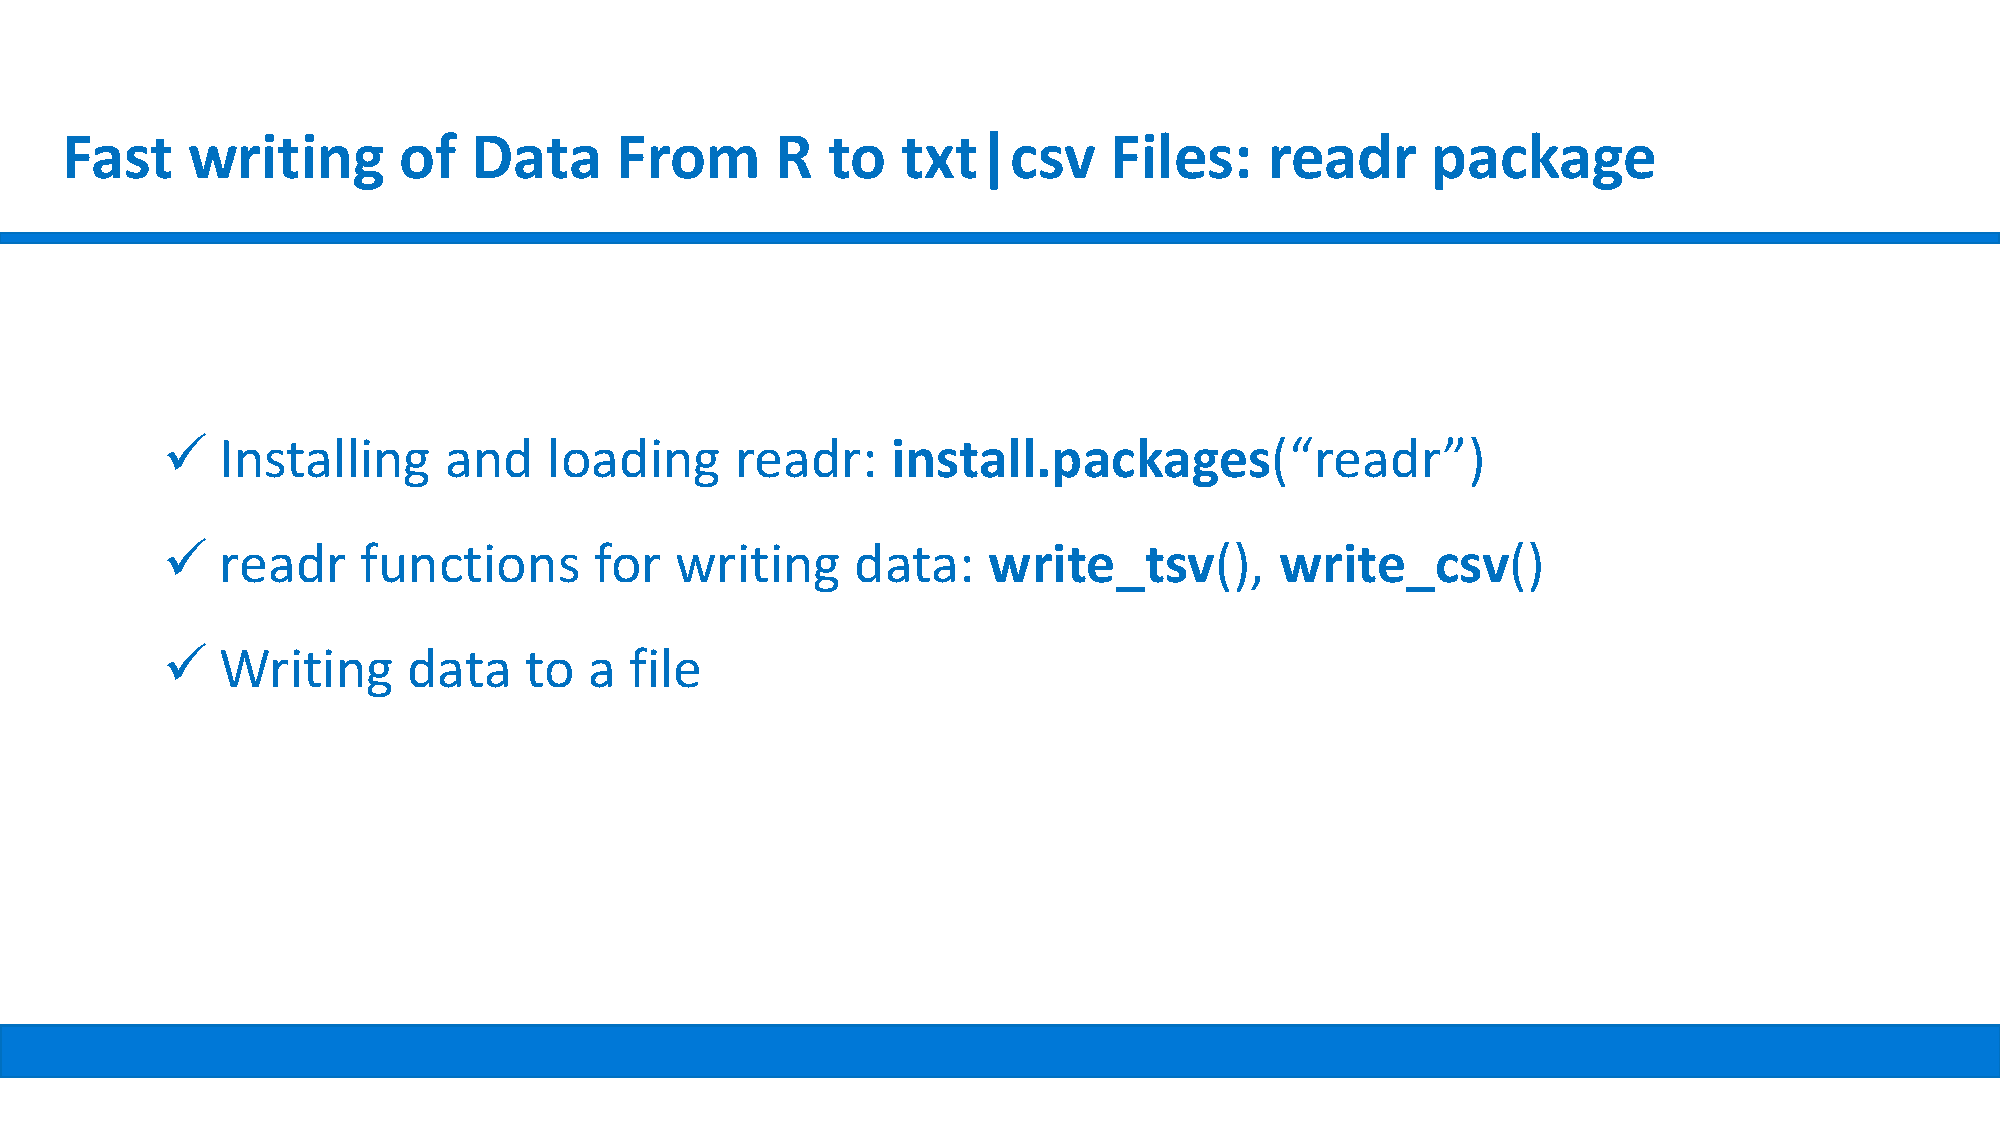 Fast writing of Data From R to txt|csv Files: readr package
✓ Installing and loading readr: install.packages(“readr”)
✓ readr functions for writing data: write_tsv(), write_csv()
✓ Writing data to a file